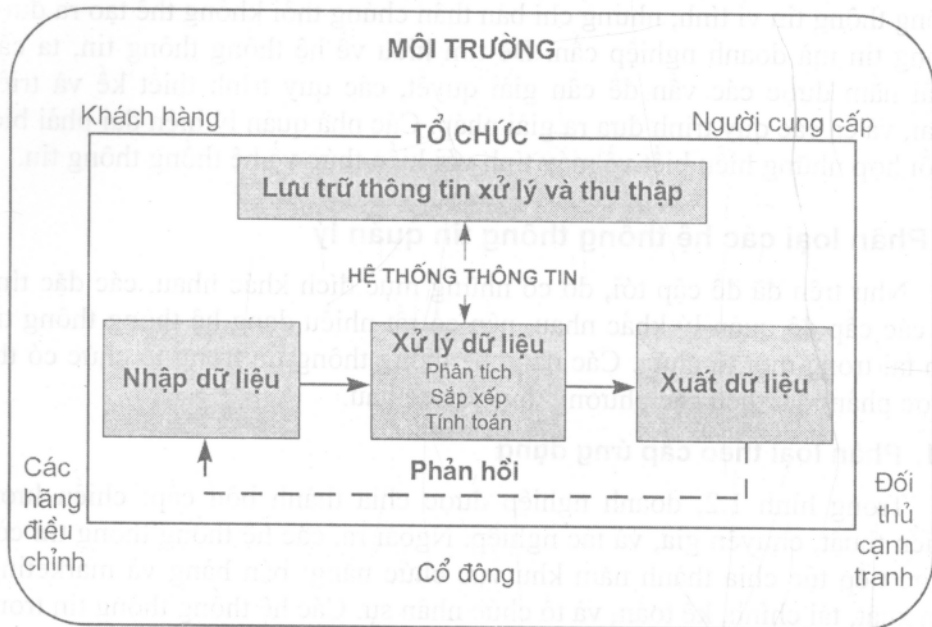 MÔI TRƯỜNG
Khách hàng
Người cung cấp
TỔ CHỨC
Lưu trữ thông tin xử lý và thu thập
HỆ THỐNG THÔNG TIN
Nhập dữ liệu
Xử lý dữ liệu
Phân tích
Sắp xếp
Tính toán
Xuất dữ liệu
Phản hồi
Các
hãng
điều
chỉnh
Cổ đông
Đối
thủ
cạnh
tranh